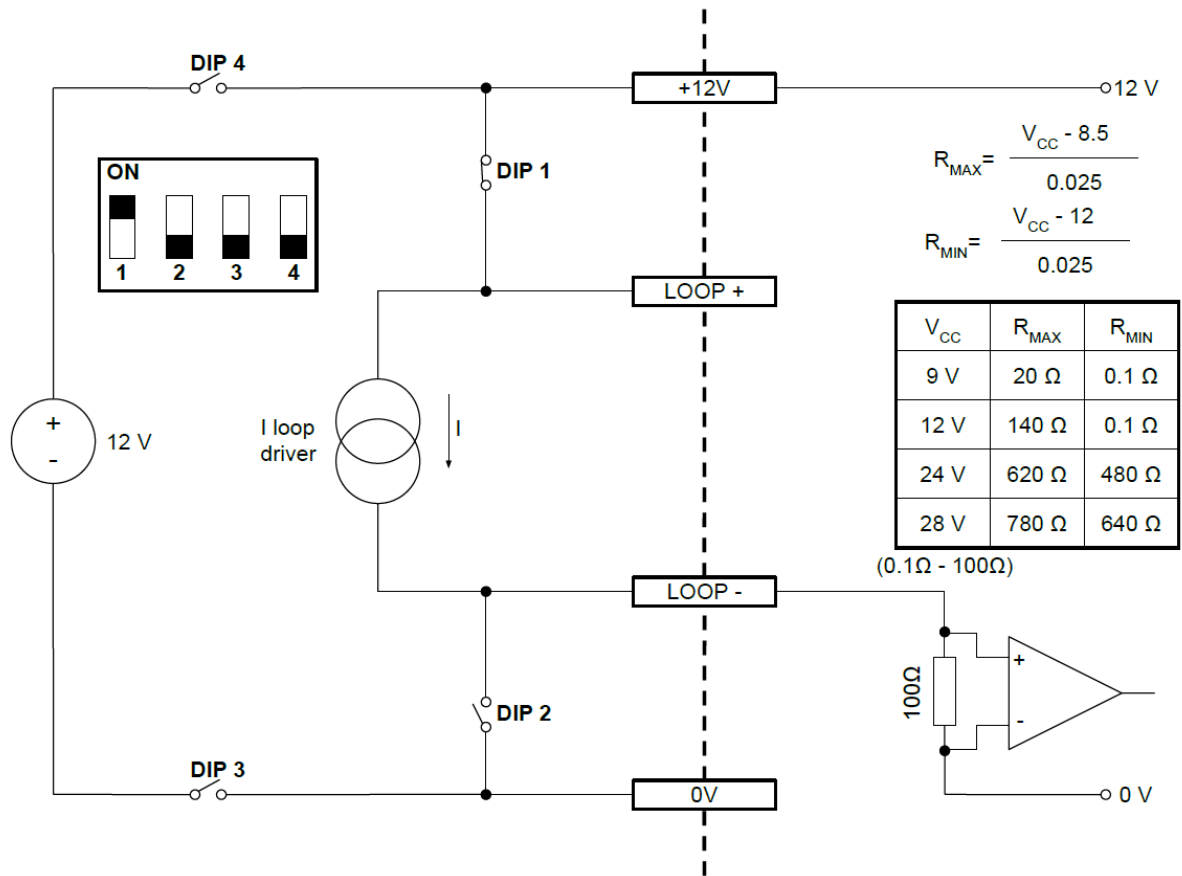 DIP 4
+12V
12 V
ON
1 2 3 4
DIP 1
R_MAX = V_CC - 8.5 / 0.025
R_MIN = V_CC - 12 / 0.025
LOOP +
V_CC R_MAX R_MIN
9 V 20 Ω 0.1 Ω
12 V 140 Ω 0.1 Ω
24 V 620 Ω 480 Ω
28 V 780 Ω 640 Ω
+
-
12 V
I loop
driver
I
(0.1Ω - 100Ω)
LOOP -
100Ω
+
-
DIP 2
DIP 3
0V
0 V